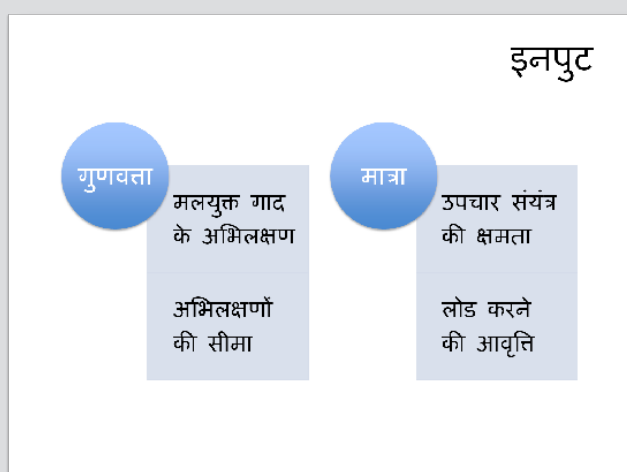 इनपुट
गुणवत्ता
मलयुक्त गाद
के अभिलक्षण
अभिलक्षणों
की सीमा
मात्रा
उपचार संयंत्र
की क्षमता
लोड करने
की आवृत्ति